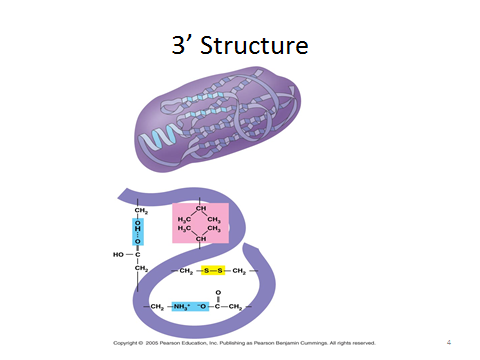 3’ Structure
CH₂
O
H
O
HO — C
CH₂
CH
H₃C CH₃
H₃C CH₃
CH
CH₂ — S — S — CH₂
O
CH₂ — NH₃⁺ ⁻O — C — CH₂
Copyright © 2005 Pearson Education, Inc. Publishing as Pearson Benjamin Cummings. All rights reserved.
4